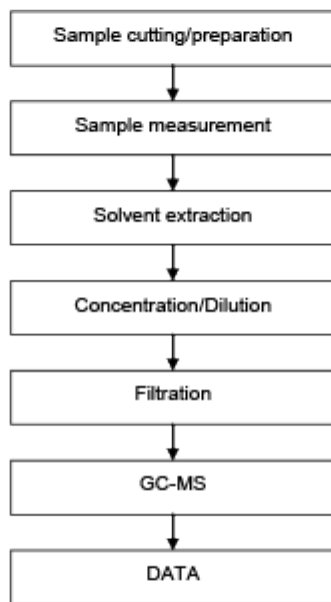 Sample cutting/preparation
Sample measurement
Solvent extraction
Concentration/Dilution
Filtration
GC-MS
DATA